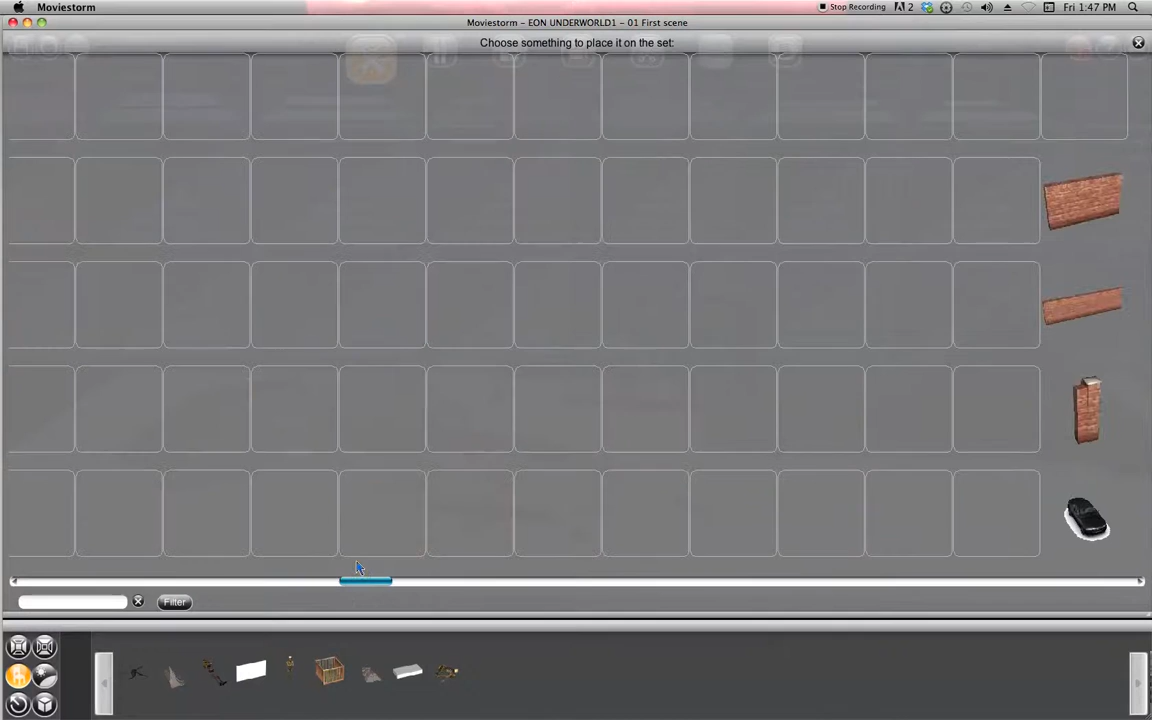 Moviestorm
Stop Recording
2
Fri 1:47 PM
Moviestorm – EON UNDERWORLD1 – 01 First scene
Choose something to place it on the set:
Filter